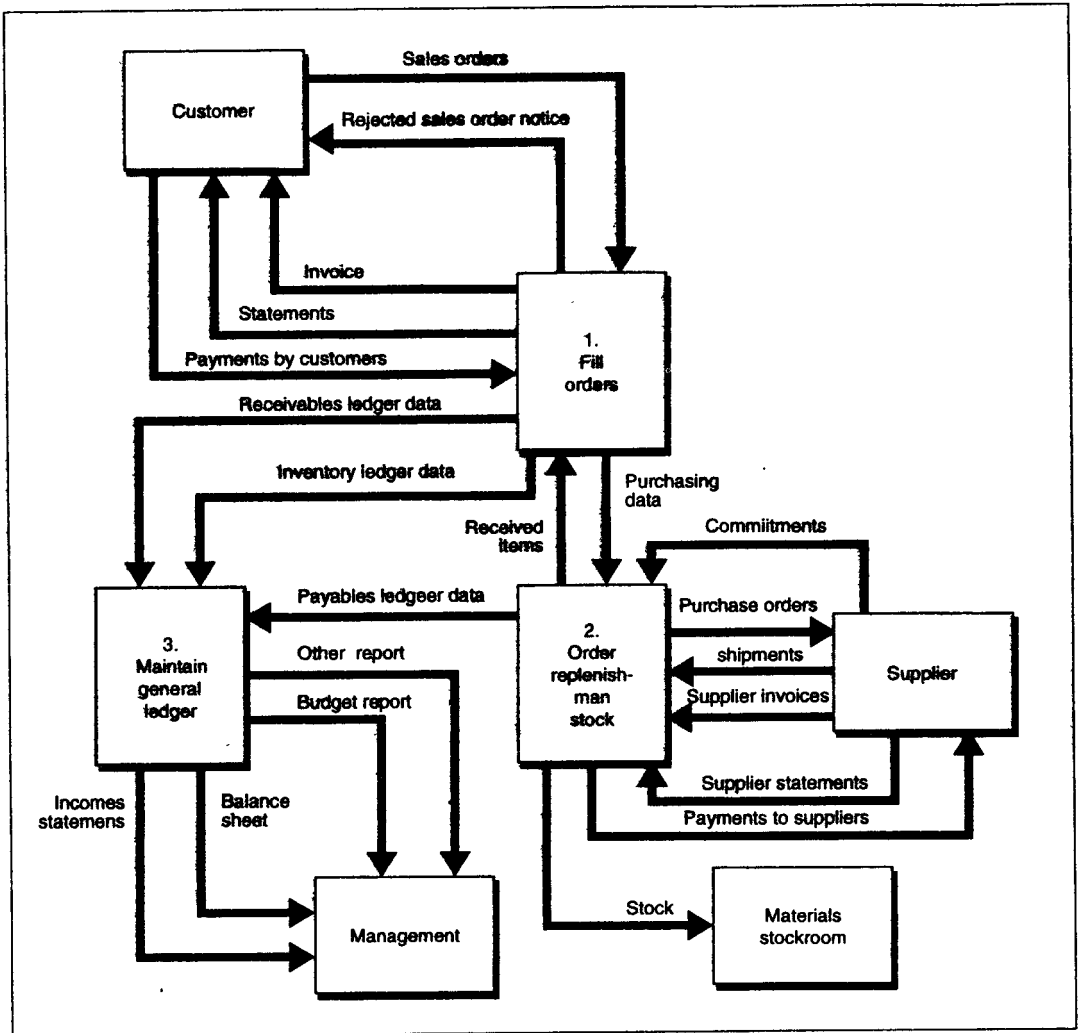 Sales orders
Customer
Rejected sales order notice
Invoice
Statements
Payments by customers
1.
Fill
orders
Receivables ledger data
Inventory ledger data
Purchasing
data
Received
items
Commiitments
Payables ledgeer data
Purchase orders
3.
Maintain
general
ledger
Other report
Budget report
2.
Order
replenish-
man
stock
shipments
Supplier invoices
Supplier
Supplier statements
Payments to suppliers
Incomes
statemens
Balance
sheet
Management
Stock
Materials
stockroom